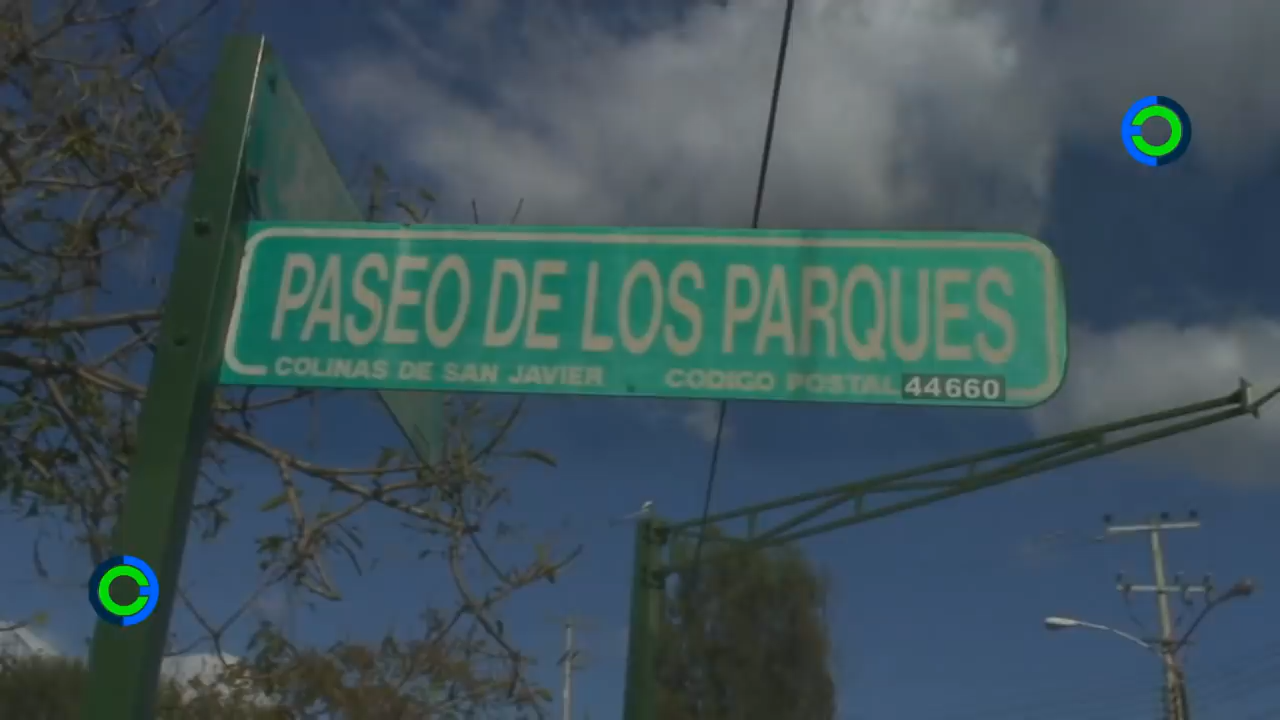 PASEO DE LOS PARQUES
COLINAS DE SAN JAVIER CODIGO POSTAL 44660